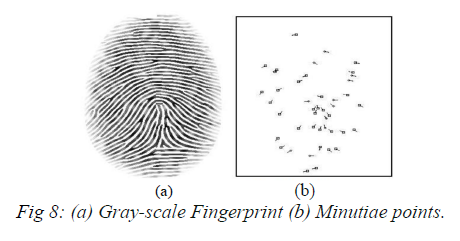 (a) (b)
Fig 8: (a) Gray-scale Fingerprint (b) Minutiae points.